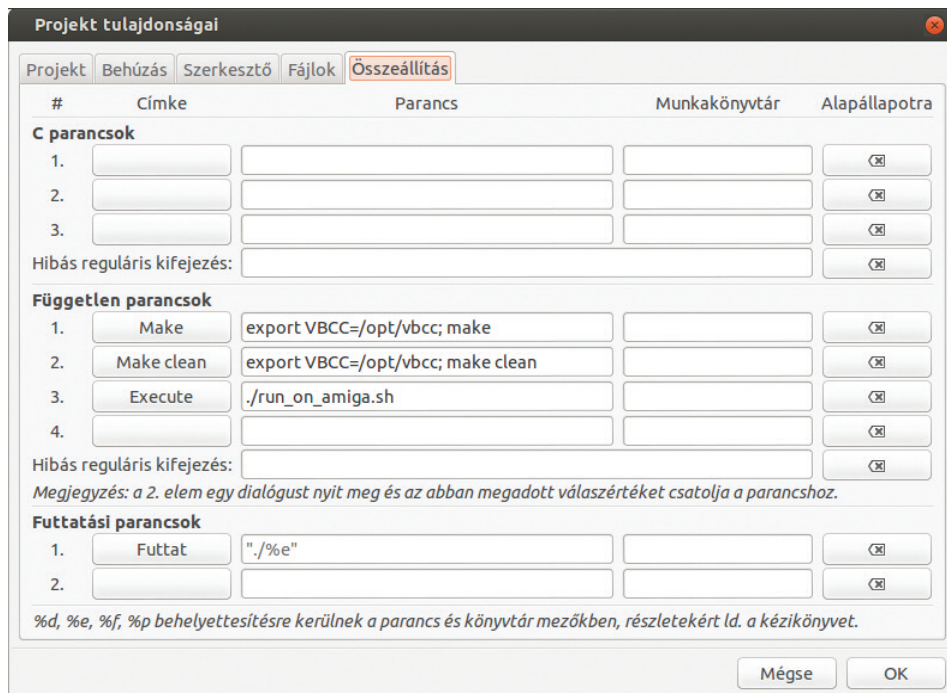 Projekt tulajdonságai
Projekt Behúzás Szerkesztő Fájlok Összeállítás
# Címke Parancs Munkakönyvtár Alapállapotra
C parancsok
1.
2.
3.
Hibás reguláris kifejezés:
Független parancsok
1. Make export VBCC=/opt/vbcc; make
2. Make clean export VBCC=/opt/vbcc; make clean
3. Execute ./run_on_amiga.sh
4.
Hibás reguláris kifejezés:
Megjegyzés: a 2. elem egy dialógust nyit meg és az abban megadott válaszértéket csatolja a parancshoz.
Futtatási parancsok
1. Futtat "./%e"
2.
%d, %e, %f, %p behelyettesítésre kerülnek a parancs és könyvtár mezőkben, részletekért ld. a kézikönyvet.
Mégse OK